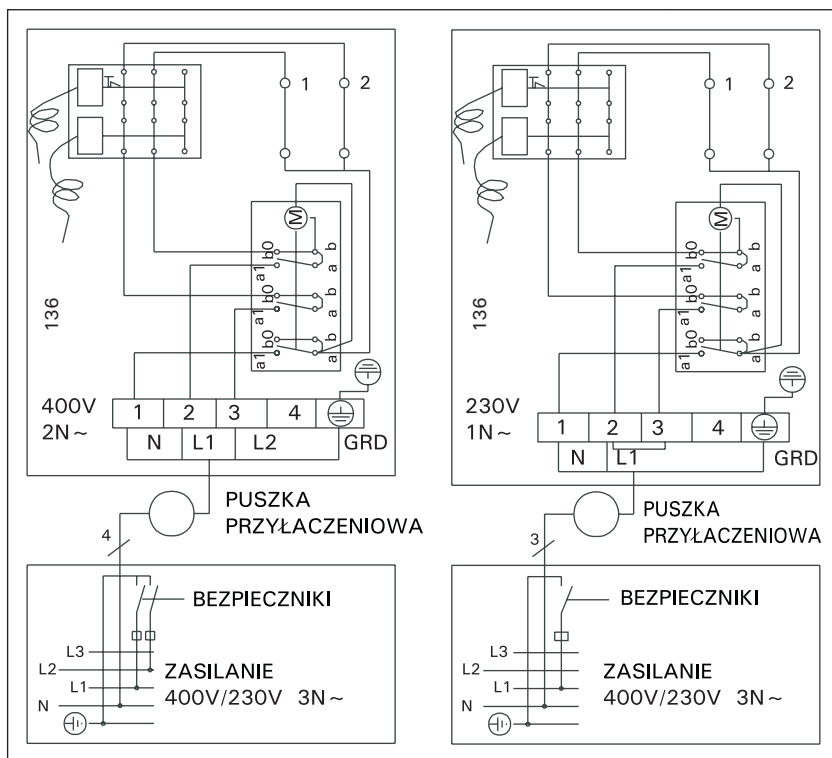 1
2
M
b0
a1
b
a
b0
a1
b
a
b0
a1
b
a
136
400V
2N~
1
2
3
4
N
L1
L2
GRD
PUSZKA
PRZYŁACZENIOWA
4
BEZPIECZNIKI
L3
L2
L1
N
ZASILANIE
400V/230V 3N~
1
2
M
b0
a1
b
a
b0
a1
b
a
b0
a1
b
a
136
230V
1N~
1
2
3
4
N
L1
GRD
PUSZKA
PRZYŁACZENIOWA
3
BEZPIECZNIKI
L3
L2
L1
N
ZASILANIE
400V/230V 3N~